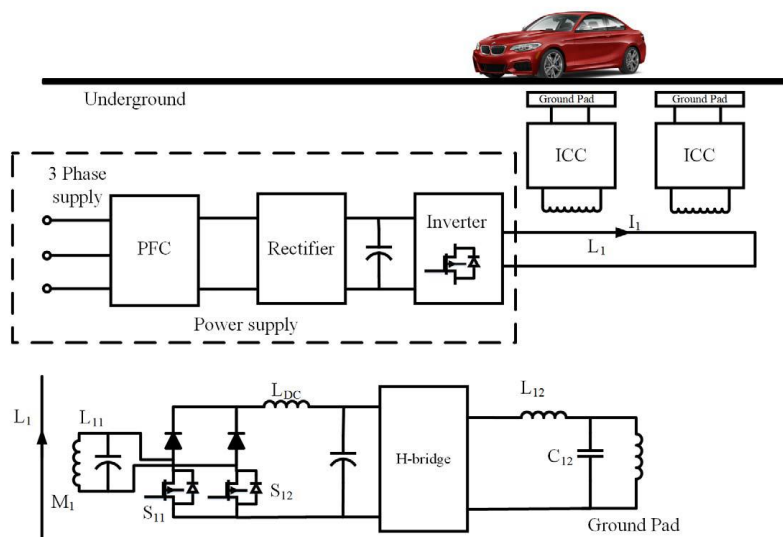 Underground
Ground Pad
Ground Pad
ICC
ICC
3 Phase
supply
PFC
Rectifier
Inverter
I1
L1
Power supply
L1
L11
M1
LDC
S11
S12
H-bridge
L12
C12
Ground Pad